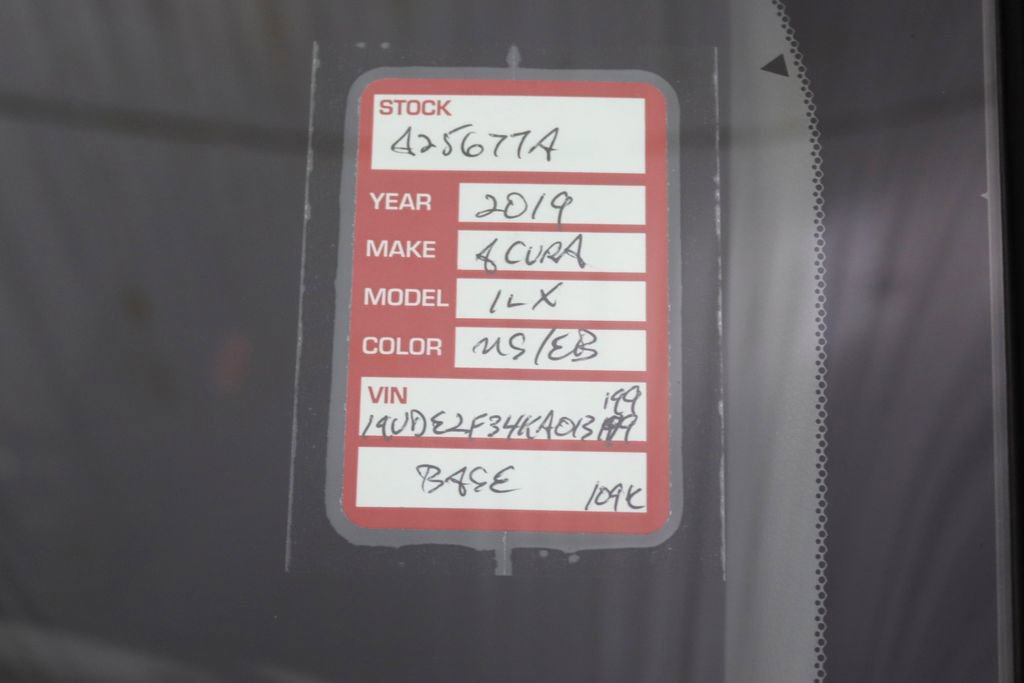 STOCK
A25677A
YEAR 2019
MAKE ACURA
MODEL ILX
COLOR MS/EB
VIN 199
19UDE2F34KA013
BASE
109K